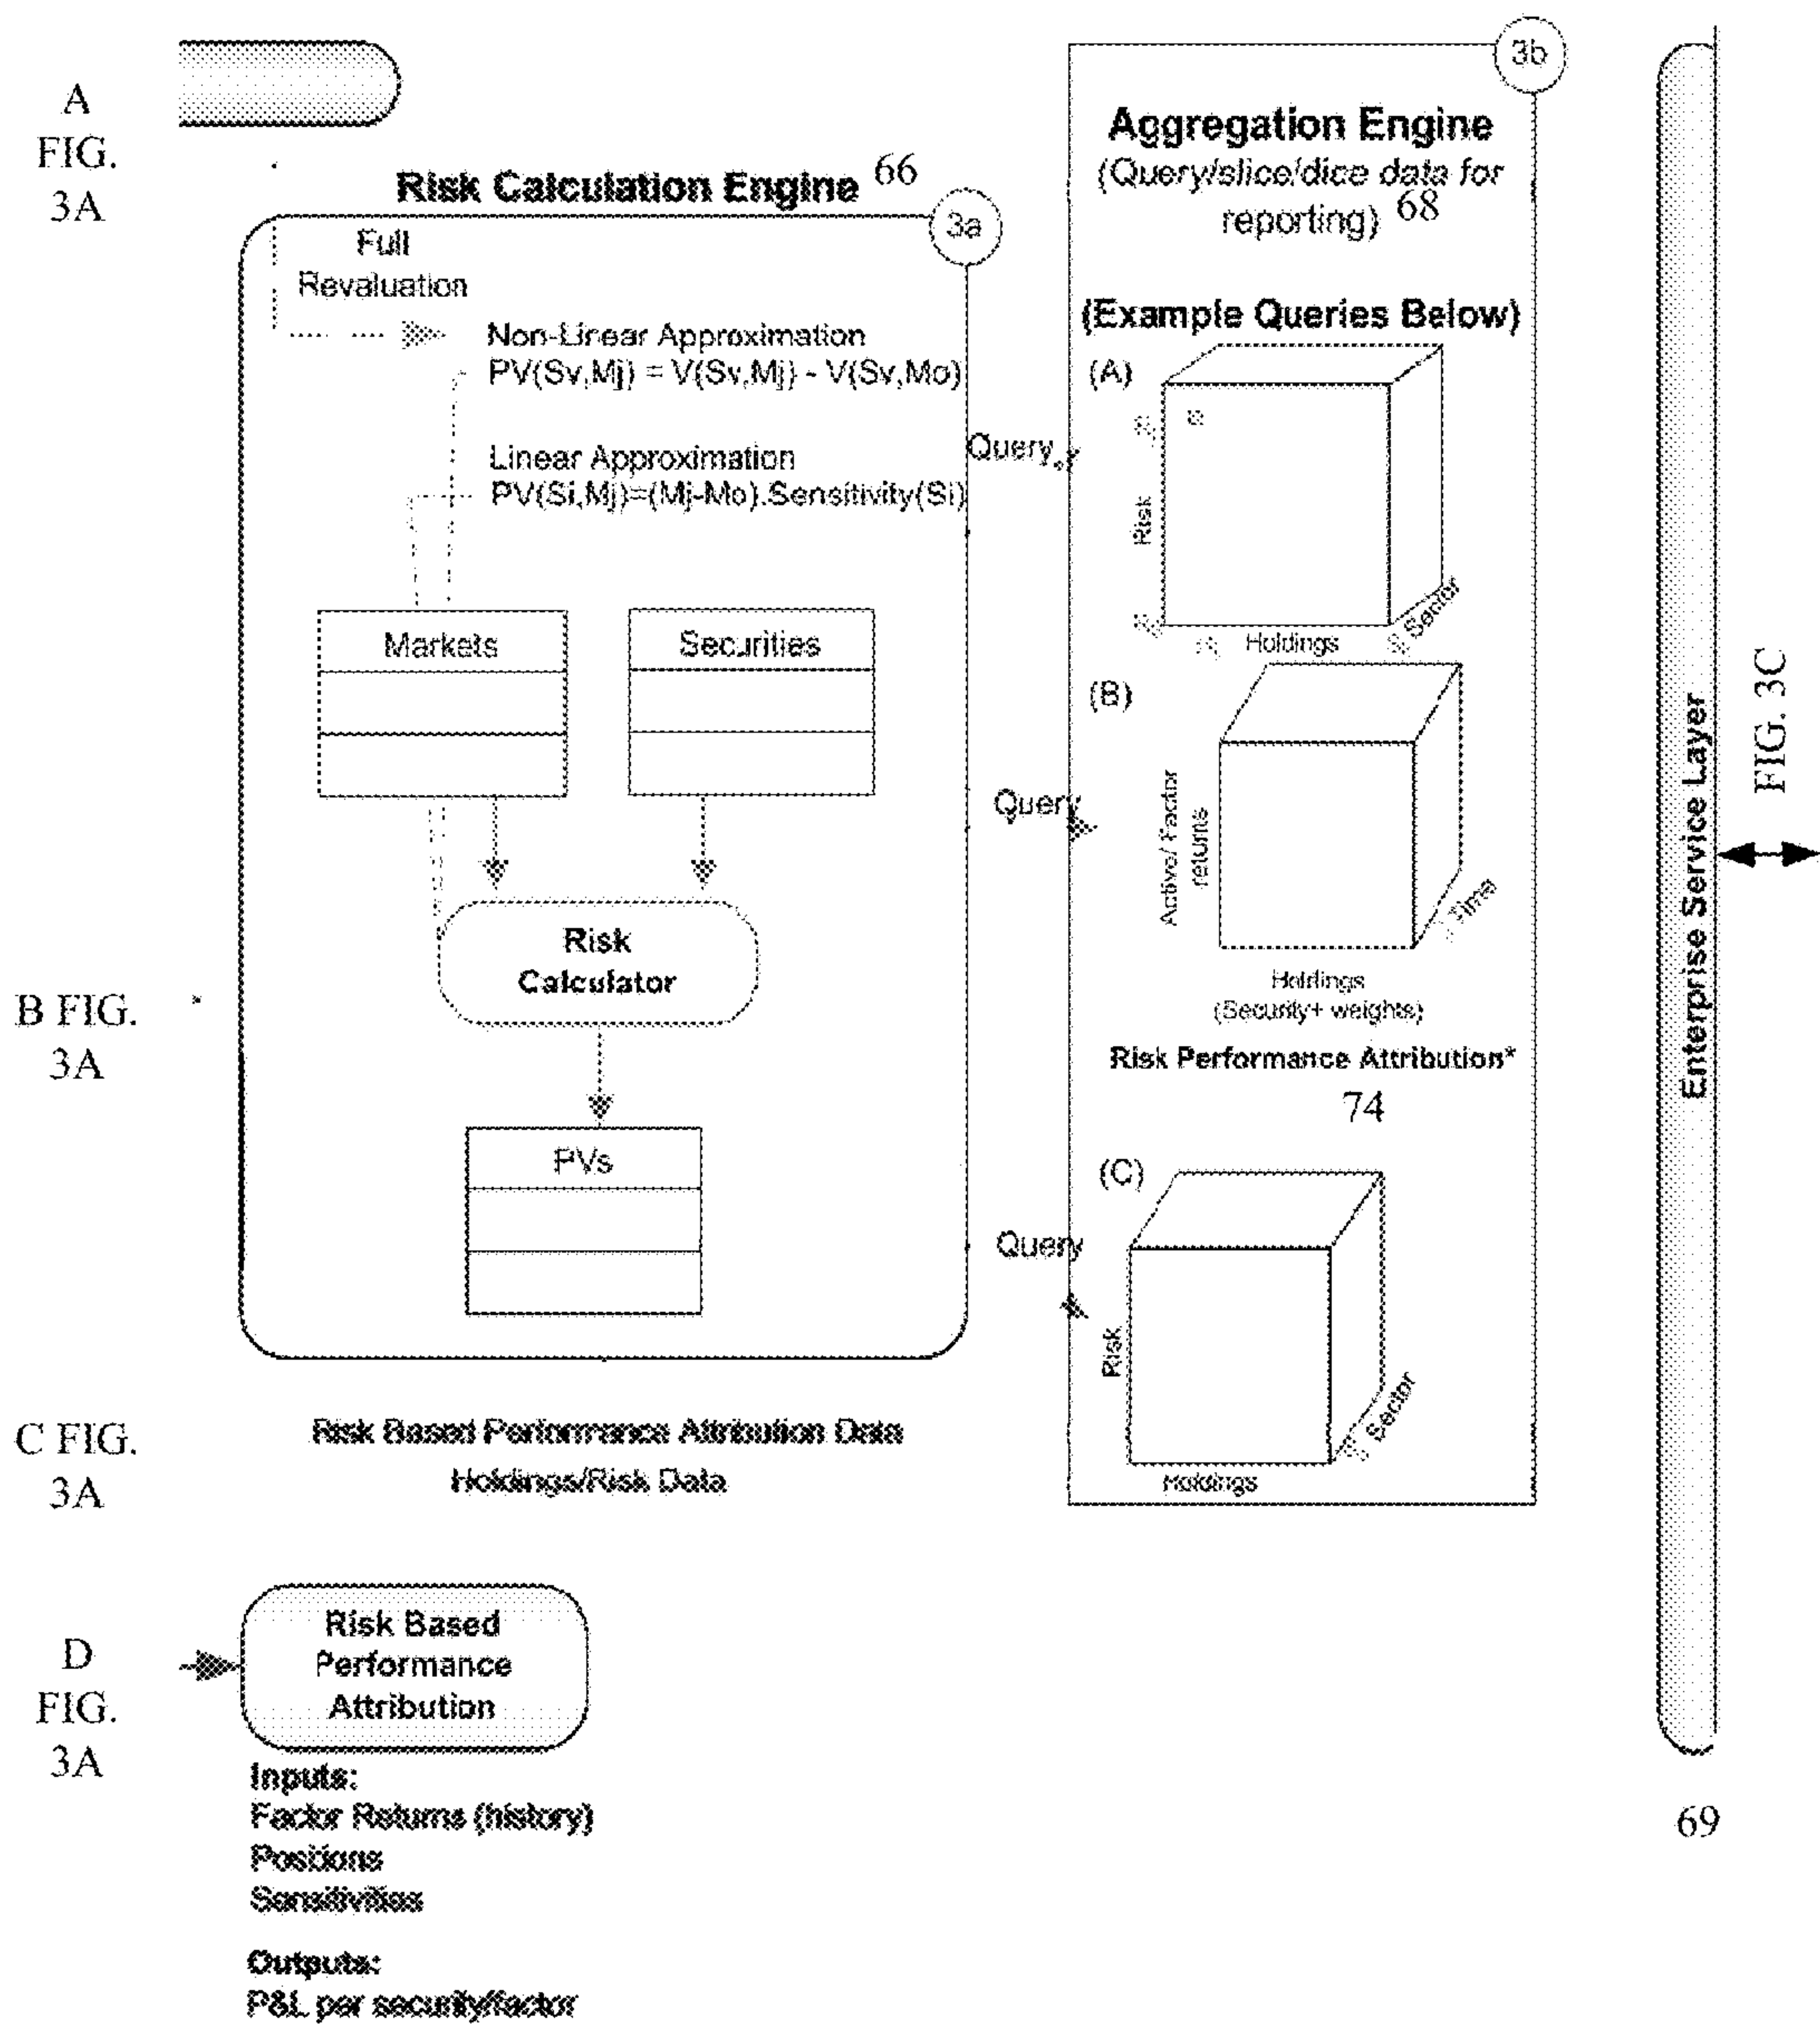 A
FIG.
3A
Risk Calculation Engine 66
3a
Full
Revaluation
Non-Linear Approximation
PV(Sv,Mj) = V(Sv,Mj) - V(Sv,Mo)
Linear Approximation
PV(Si,Mj)=(Mj-Mo).Sensitivity(Si)
Markets
Securities
Risk
Calculator
PVs
B FIG.
3A
C FIG.
3A
Risk Based Performance Attribution Data
Holdings/Risk Data
D
FIG.
3A
Risk Based
Performance
Attribution
Inputs:
Factor Returns (history)
Positions
Sensitivities
Outputs:
P&L per security/factor
Query
Query
Query
3b
Aggregation Engine
(Query/slice/dice data for
reporting) 68
(Example Queries Below)
(A)
Risk
Holdings
Sector
(B)
Active/ Factor
returns
Time
Holdings
(Security+ weights)
Risk Performance Attribution*
74
(C)
Risk
Holdings
Sector
Enterprise Service Layer
69
FIG. 3C